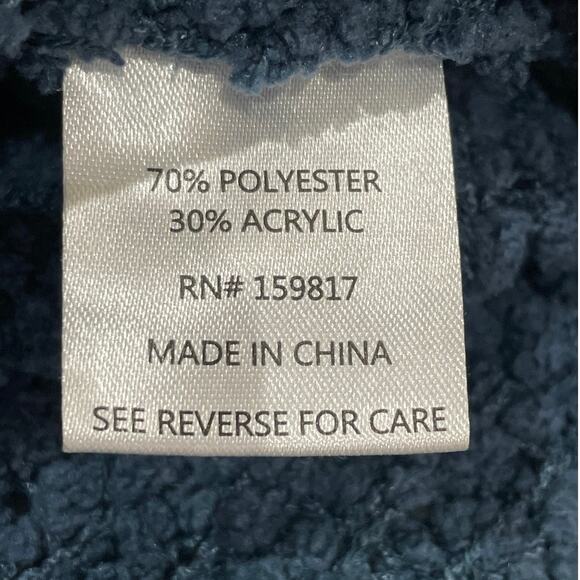 70% POLYESTER
30% ACRYLIC
RN# 159817
MADE IN CHINA
SEE REVERSE FOR CARE